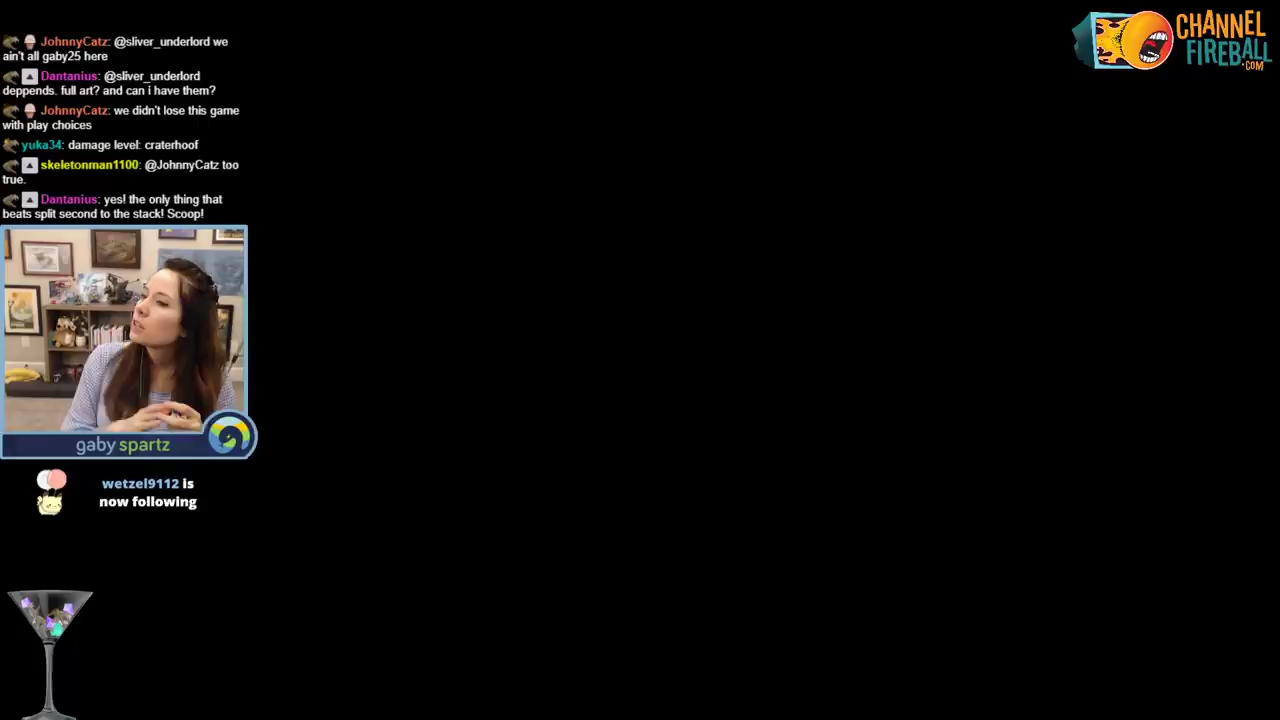 JohnnyCatz: @sliver_underlord we
ain't all gaby25 here
Dantanius: @sliver_underlord
deppends. full art? and can i have them?
JohnnyCatz: we didn't lose this game
with play choices
yuka34: damage level: craterhoof
skeletonman1100: @JohnnyCatz too
true.
Dantanius: yes! the only thing that
beats split second to the stack! Scoop!
gaby spartz
wetzel9112 is
now following
CHANNEL
FIREBALL
.COM